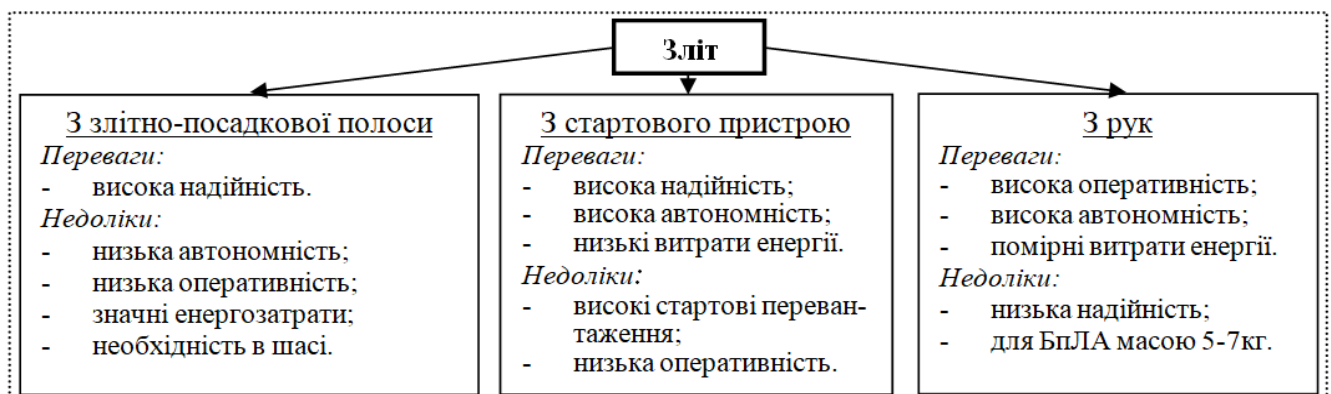 Зліт
З злітно-посадкової полоси
Переваги:
- висока надійність.
Недоліки:
- низька автономність;
- низька оперативність;
- значні енергозатрати;
- необхідність в шасі.
З стартового пристрою
Переваги:
- висока надійність;
- висока автономність;
- низькі витрати енергії.
Недоліки:
- високі стартові переван-
таження;
- низька оперативність.
З рук
Переваги:
- висока оперативність;
- висока автономність;
- помірні витрати енергії.
Недоліки:
- низька надійність;
- для БпЛА масою 5-7кг.